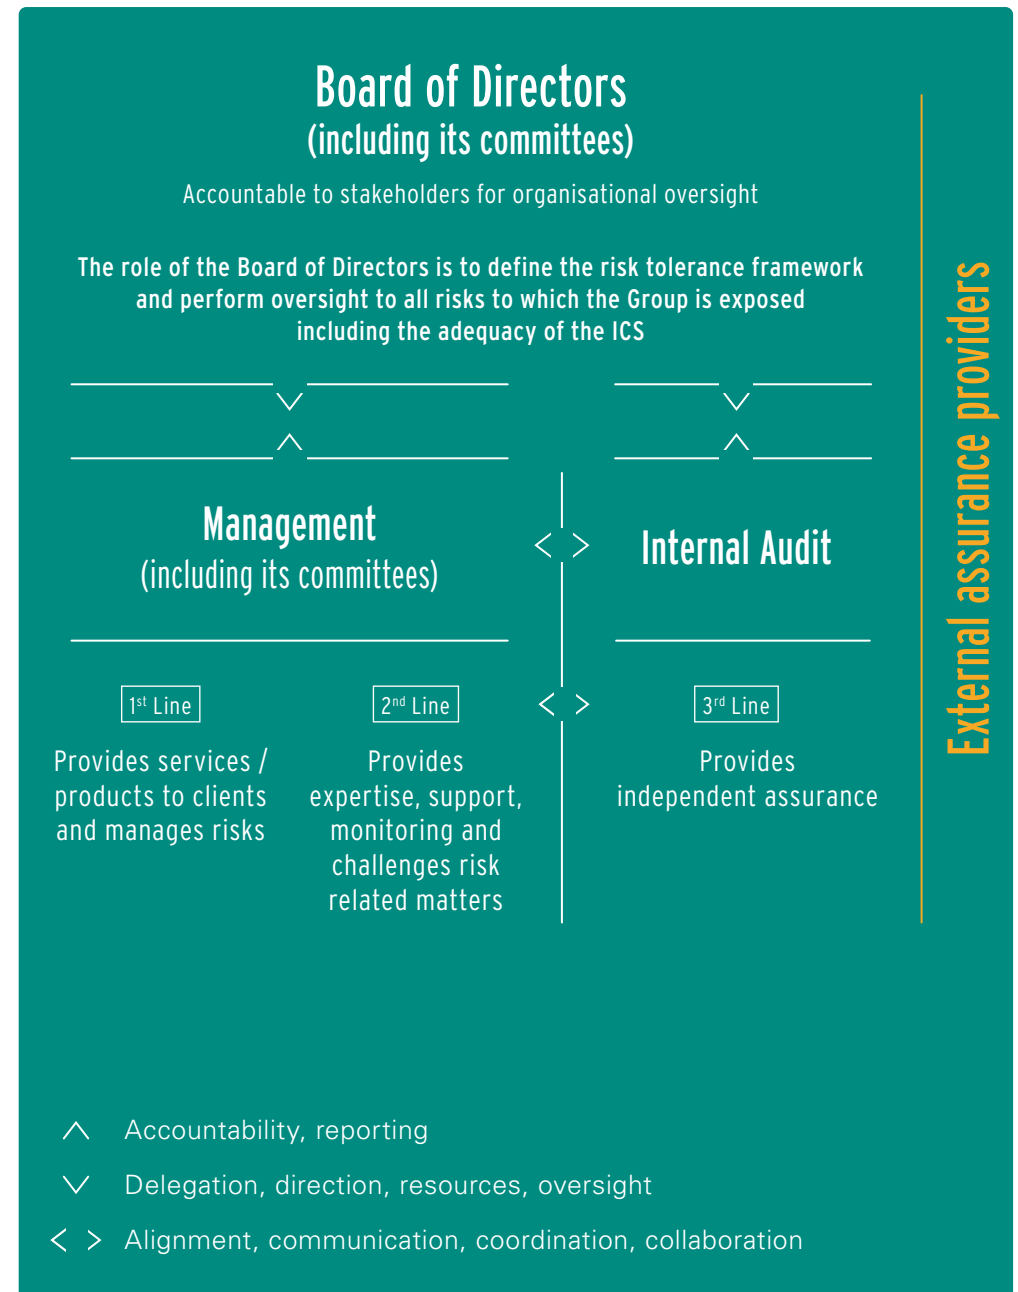 Board of Directors
(including its committees)
Accountable to stakeholders for organisational oversight
The role of the Board of Directors is to define the risk tolerance framework
and perform oversight to all risks to which the Group is exposed
including the adequacy of the ICS
Management
(including its committees)
Internal Audit
1st Line
Provides services /
products to clients
and manages risks
2nd Line
Provides
expertise, support,
monitoring and
challenges risk
related matters
3rd Line
Provides
independent assurance
External assurance providers
Accountability, reporting
Delegation, direction, resources, oversight
Alignment, communication, coordination, collaboration